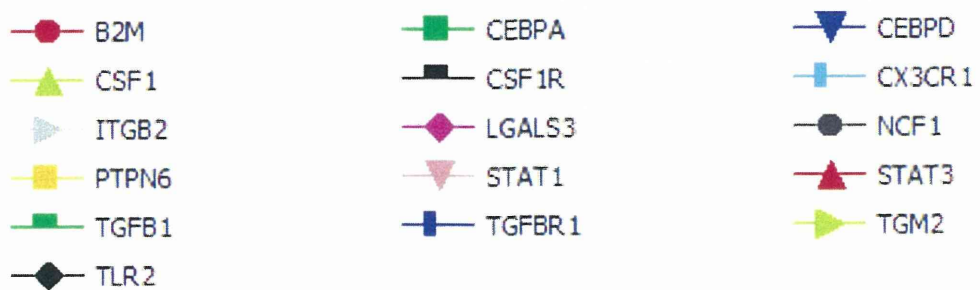 B2M CEBPA CEBPD
CSF1 CSF1R CX3CR1
ITGB2 LGALS3 NCF1
PTPN6 STAT1 STAT3
TGFB1 TGFBR1 TGM2
TLR2